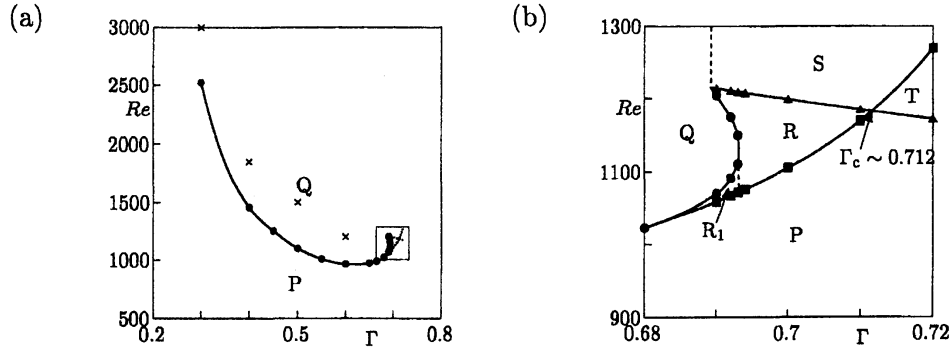 (a)
3000
2500
Re
2000
1500
1000
500
0.2
0.5
Γ
0.8
Q
P
(b)
1300
Re
1100
900
0.68
0.7
Γ
0.72
S
T
Q
R
Γc ~ 0.712
R1
P